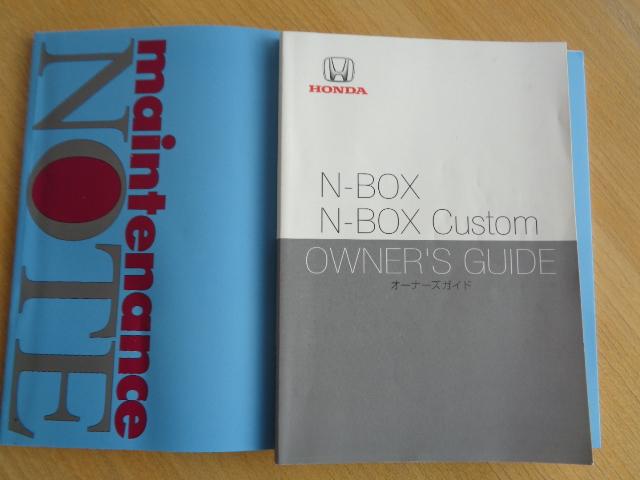 maintenance
NOTE
HONDA
N-BOX
N-BOX Custom
OWNER'S GUIDE
オーナーズガイド